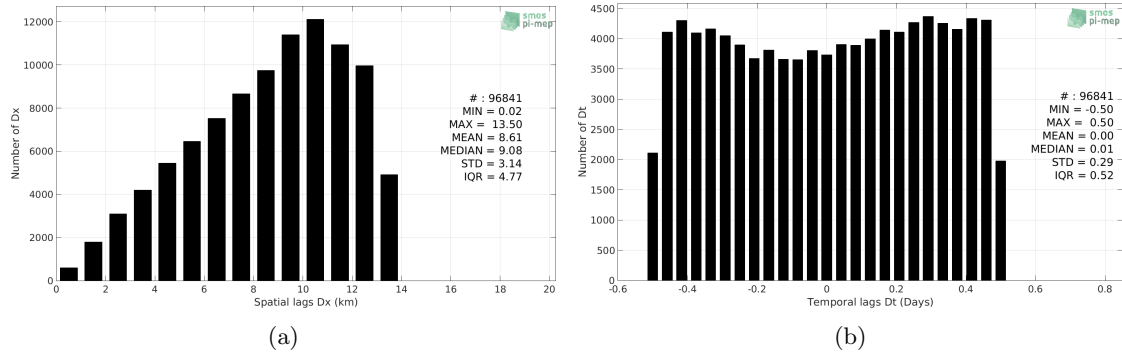 12000
10000
8000
6000
4000
2000
0
Number of Dx
smos
pi-mep
# : 96841
MIN = 0.02
MAX = 13.50
MEAN = 8.61
MEDIAN = 9.08
STD = 3.14
IQR = 4.77
0 2 4 6 8 10 12 14 16 18 20
Spatial lags Dx (km)
(a)
4500
4000
3500
3000
2500
2000
1500
1000
500
0
Number of Dt
smos
pi-mep
# : 96841
MIN = -0.50
MAX = 0.50
MEAN = 0.00
MEDIAN = 0.01
STD = 0.29
IQR = 0.52
-0.6 -0.4 -0.2 0 0.2 0.4 0.6 0.8
Temporal lags Dt (Days)
(b)